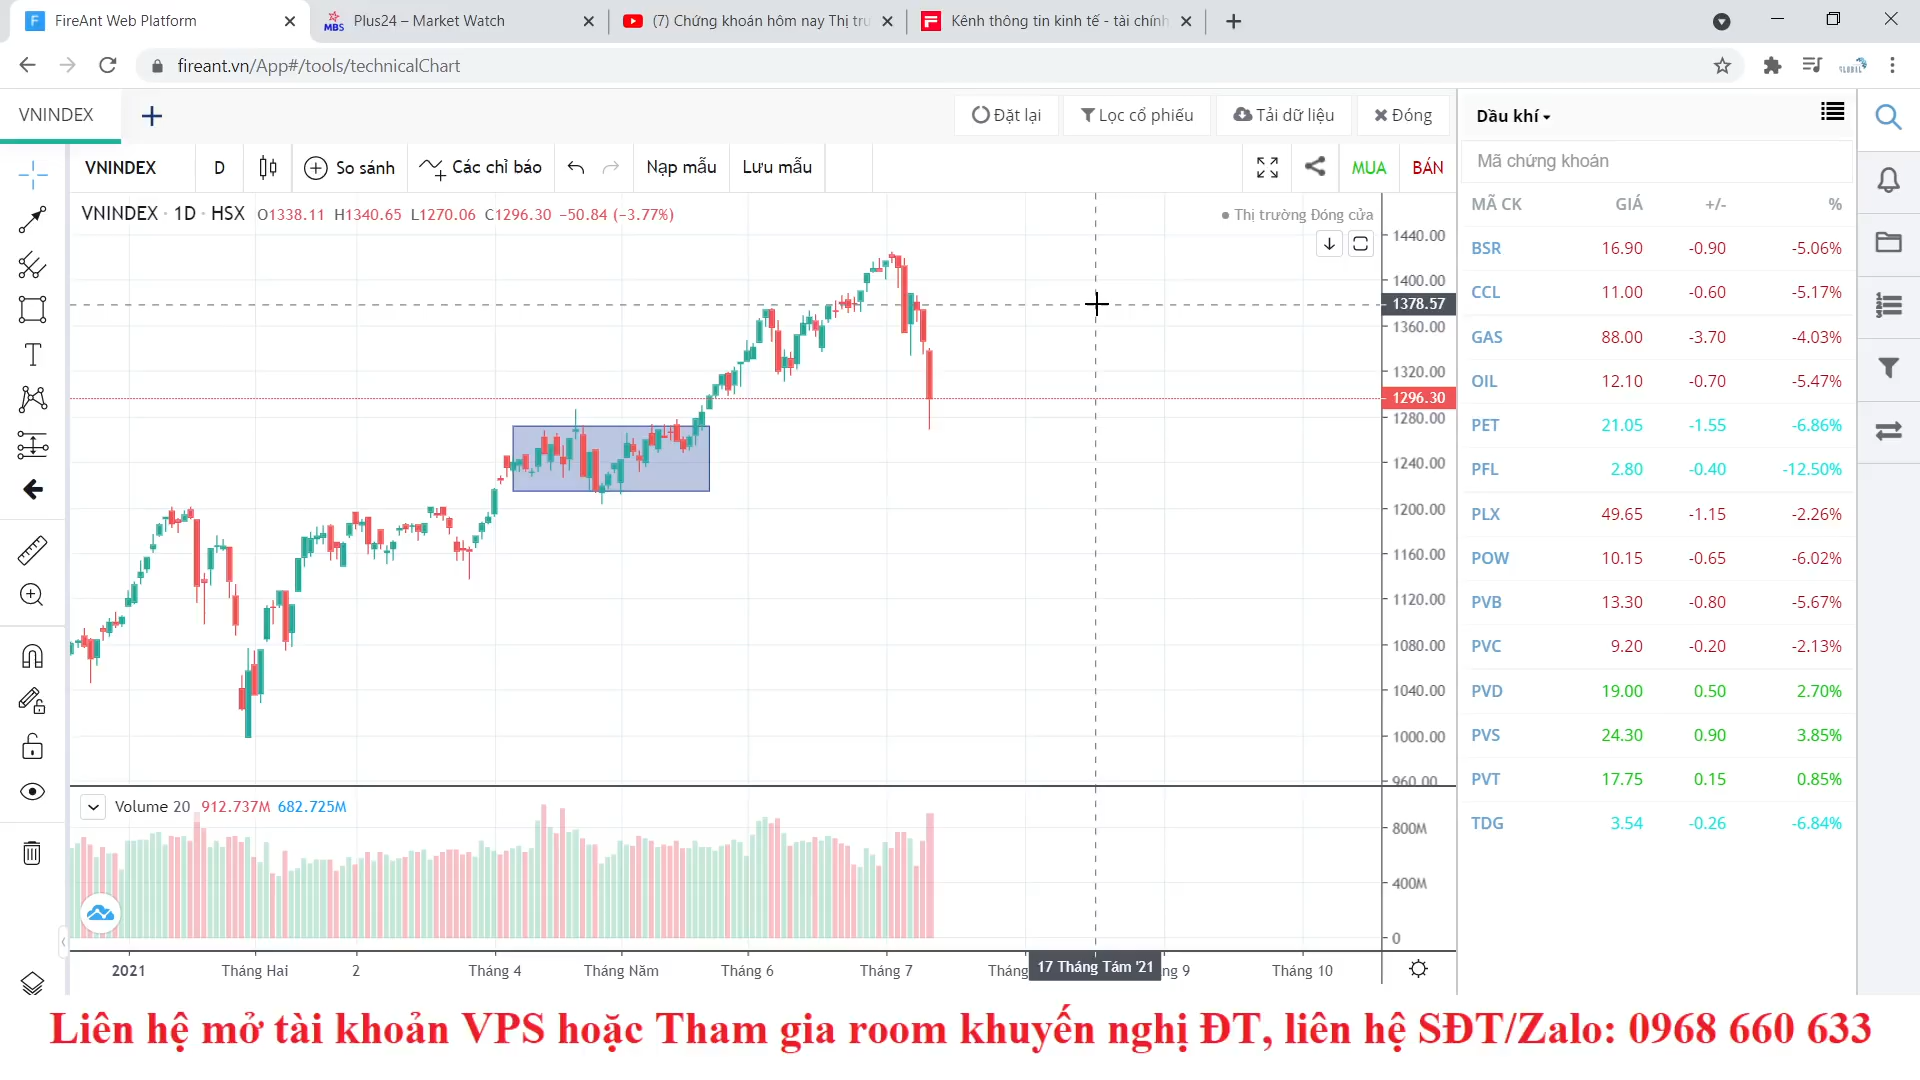 FireAnt Web Platform
Plus24 – Market Watch
(7) Chứng khoán hôm nay Thị trư
Kênh thông tin kinh tế - tài chính
fireant.vn/App#/tools/technicalChart
VNINDEX
Đặt lại
Lọc cổ phiếu
Tải dữ liệu
Đóng
VNINDEX
D
So sánh
Các chỉ báo
Nạp mẫu
Lưu mẫu
MUA
BÁN
VNINDEX · 1D · HSX O1338.11 H1340.65 L1270.06 C1296.30 −50.84 (−3.77%)
Thị trường Đóng cửa
1440.00
1400.00
1378.57
1360.00
1320.00
1296.30
1280.00
1240.00
1200.00
1160.00
1120.00
1080.00
1040.00
1000.00
960.00
Volume 20 912.737M 682.725M
800M
400M
0
2021 Tháng Hai 2 Tháng 4 Tháng Năm Tháng 6 Tháng 7 Tháng 17 Tháng Tám '21 ng 9 Tháng 10
Dầu khí
Mã chứng khoán
MÃ CK GIÁ +/- %
BSR 16.90 -0.90 -5.06%
CCL 11.00 -0.60 -5.17%
GAS 88.00 -3.70 -4.03%
OIL 12.10 -0.70 -5.47%
PET 21.05 -1.55 -6.86%
PFL 2.80 -0.40 -12.50%
PLX 49.65 -1.15 -2.26%
POW 10.15 -0.65 -6.02%
PVB 13.30 -0.80 -5.67%
PVC 9.20 -0.20 -2.13%
PVD 19.00 0.50 2.70%
PVS 24.30 0.90 3.85%
PVT 17.75 0.15 0.85%
TDG 3.54 -0.26 -6.84%
Liên hệ mở tài khoản VPS hoặc Tham gia room khuyến nghị ĐT, liên hệ SĐT/Zalo: 0968 660 633